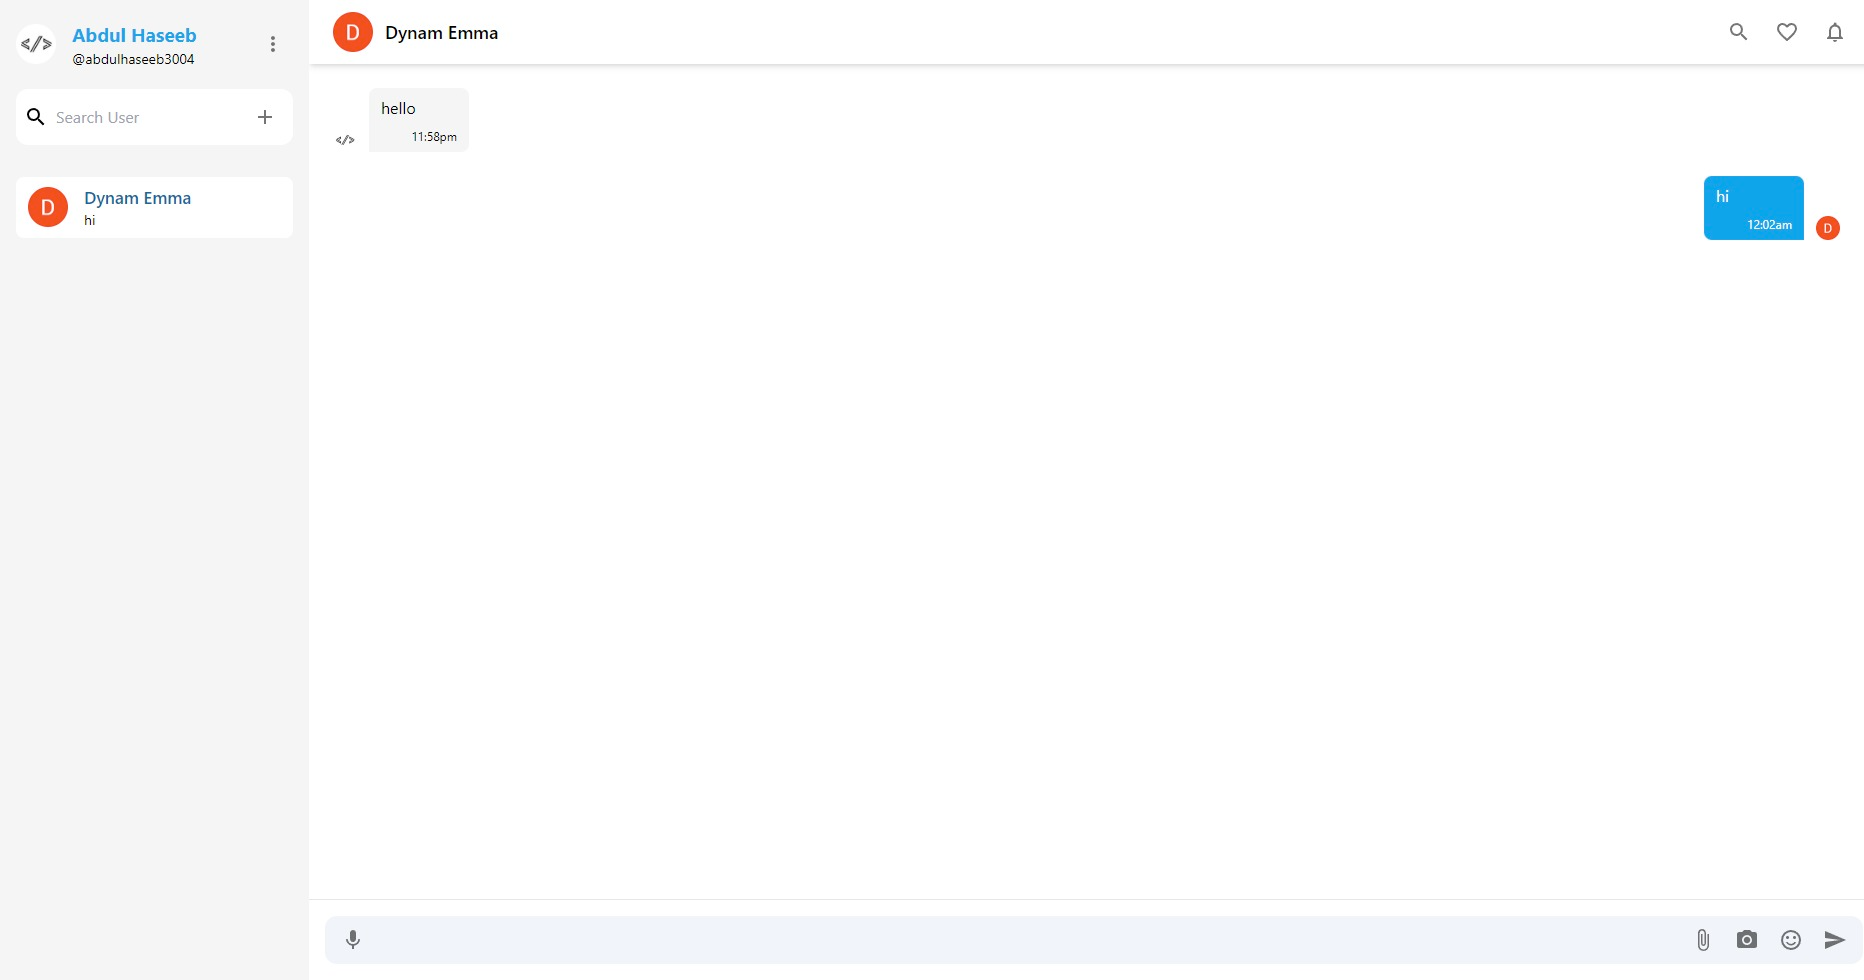 </>
Abdul Haseeb
@abdulhaseeb3004
Search User
D
Dynam Emma
hi
D
Dynam Emma
hello
11:58pm
</>
hi
12:02am
D